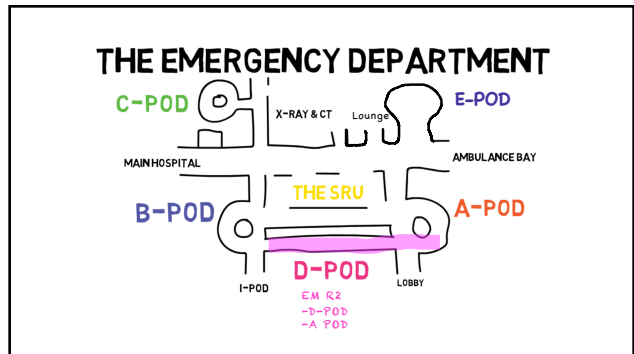 THE EMERGENCY DEPARTMENT
C-POD
X-RAY & CT
Lounge
E-POD
MAIN HOSPITAL
AMBULANCE BAY
THE SRU
B-POD
A-POD
D-POD
I-POD
LOBBY
EM R2
-D-POD
-A POD